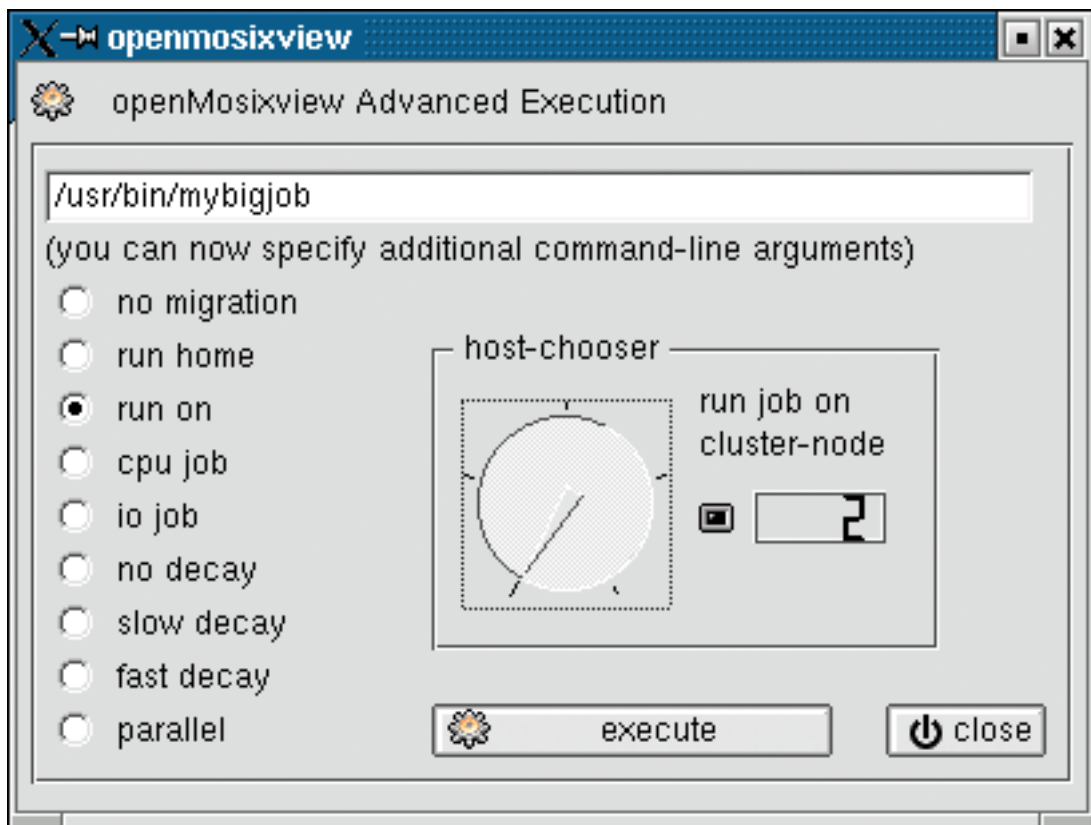 openmosixview
openMosixview Advanced Execution
/usr/bin/mybigjob
(you can now specify additional command-line arguments)
no migration
run home
run on
cpu job
io job
no decay
slow decay
fast decay
parallel
host-chooser
run job on
cluster-node
2
execute
close